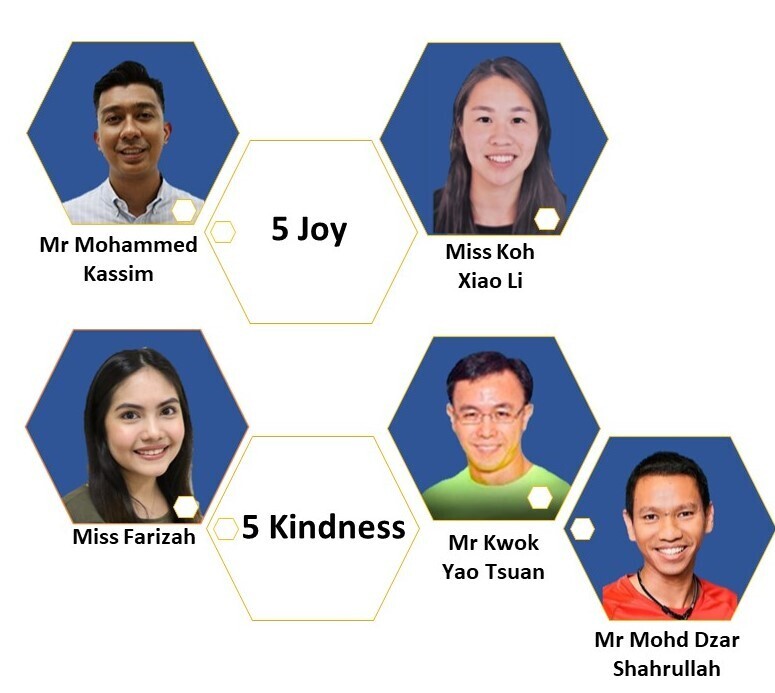 5 Joy
Mr Mohammed
Kassim
Miss Koh
Xiao Li
5 Kindness
Miss Farizah
Mr Kwok
Yao Tsuan
Mr Mohd Dzar
Shahrullah